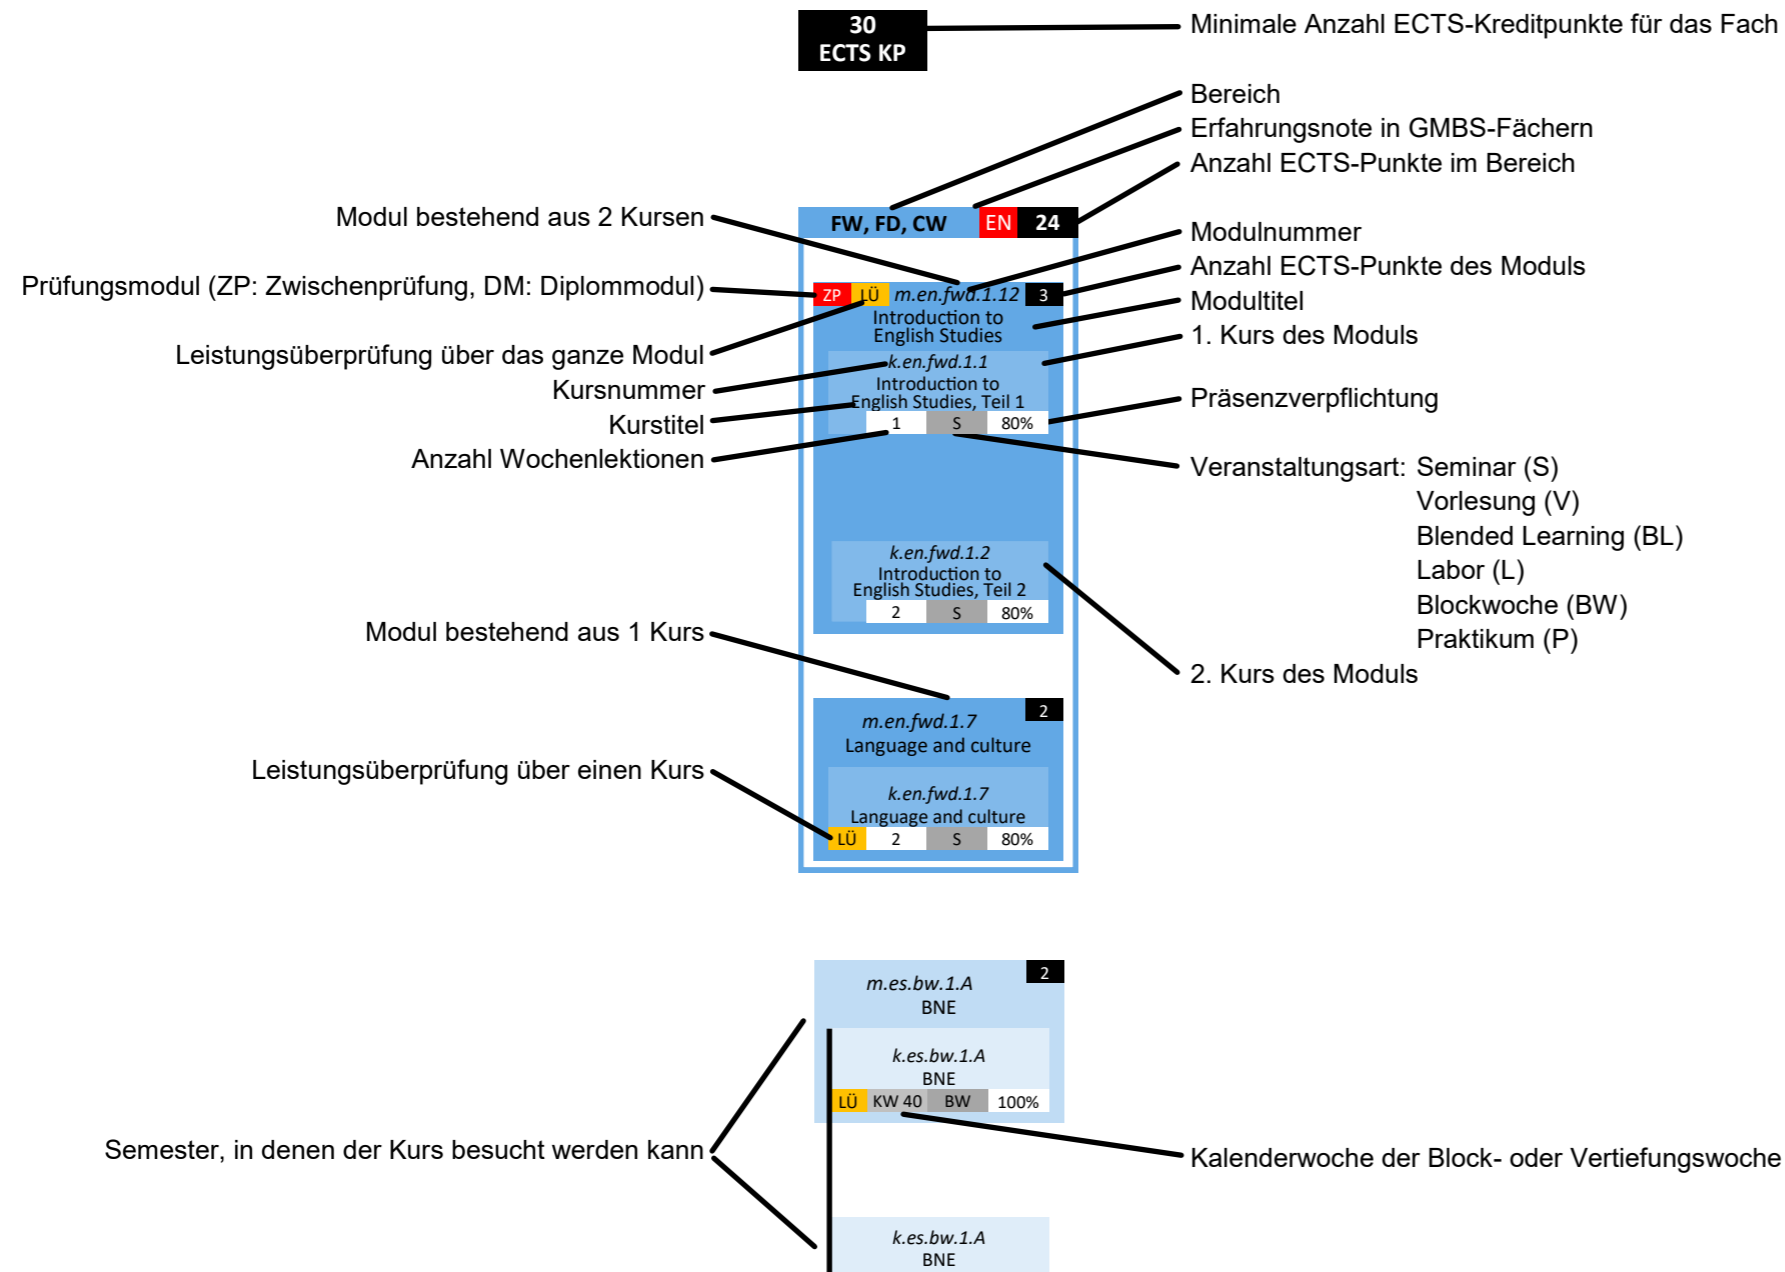 30
ECTS KP
Minimale Anzahl ECTS-Kreditpunkte für das Fach
Bereich
Erfahrungsnote in GMBS-Fächern
Anzahl ECTS-Punkte im Bereich
Modul bestehend aus 2 Kursen
FW, FD, CW EN 24
Modulnummer
Anzahl ECTS-Punkte des Moduls
Prüfungsmodul (ZP: Zwischenprüfung, DM: Diplommodul)
ZP LÜ m.en.fwd.1.12 3
Modultitel
Introduction to
English Studies
1. Kurs des Moduls
Leistungsüberprüfung über das ganze Modul
k.en.fwd.1.1
Kursnummer
Introduction to
English Studies, Teil 1
Präsenzverpflichtung
Kurstitel
1 S 80%
Anzahl Wochenlektionen
Veranstaltungsart: Seminar (S)
Vorlesung (V)
Blended Learning (BL)
Labor (L)
Blockwoche (BW)
Praktikum (P)
k.en.fwd.1.2
Introduction to
English Studies, Teil 2
2 S 80%
Modul bestehend aus 1 Kurs
2. Kurs des Moduls
m.en.fwd.1.7 2
Language and culture
Leistungsüberprüfung über einen Kurs
k.en.fwd.1.7
Language and culture
LÜ 2 S 80%
m.es.bw.1.A 2
BNE
k.es.bw.1.A
BNE
LÜ KW 40 BW 100%
Semester, in denen der Kurs besucht werden kann
Kalenderwoche der Block- oder Vertiefungswoche
k.es.bw.1.A
BNE